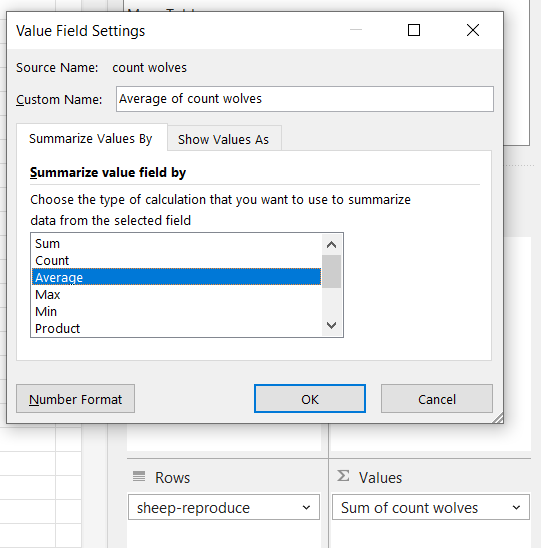 Value Field Settings
Source Name: count wolves
Custom Name: Average of count wolves
Summarize Values By Show Values As
Summarize value field by
Choose the type of calculation that you want to use to summarize
data from the selected field
Sum
Count
Average
Max
Min
Product
Number Format OK Cancel
Rows Σ Values
sheep-reproduce Sum of count wolves